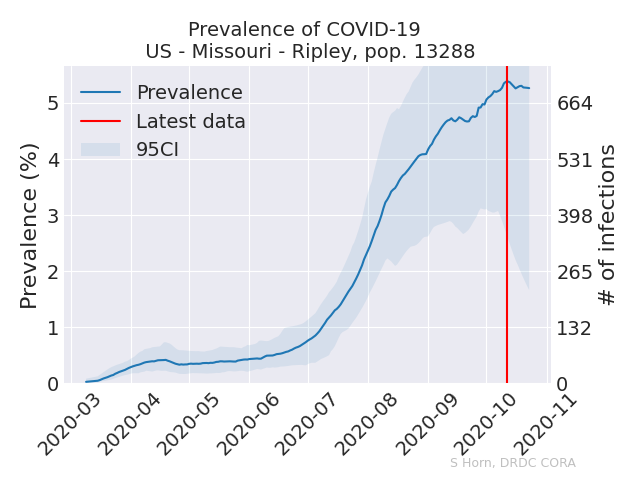 Prevalence of COVID-19
US - Missouri - Ripley, pop. 13288
Prevalence
Latest data
95CI
Prevalence (%)
5
4
3
2
1
0
664
531
398
265
132
0
# of infections
2020-03
2020-04
2020-05
2020-06
2020-07
2020-08
2020-09
2020-10
2020-11
S Horn, DRDC CORA